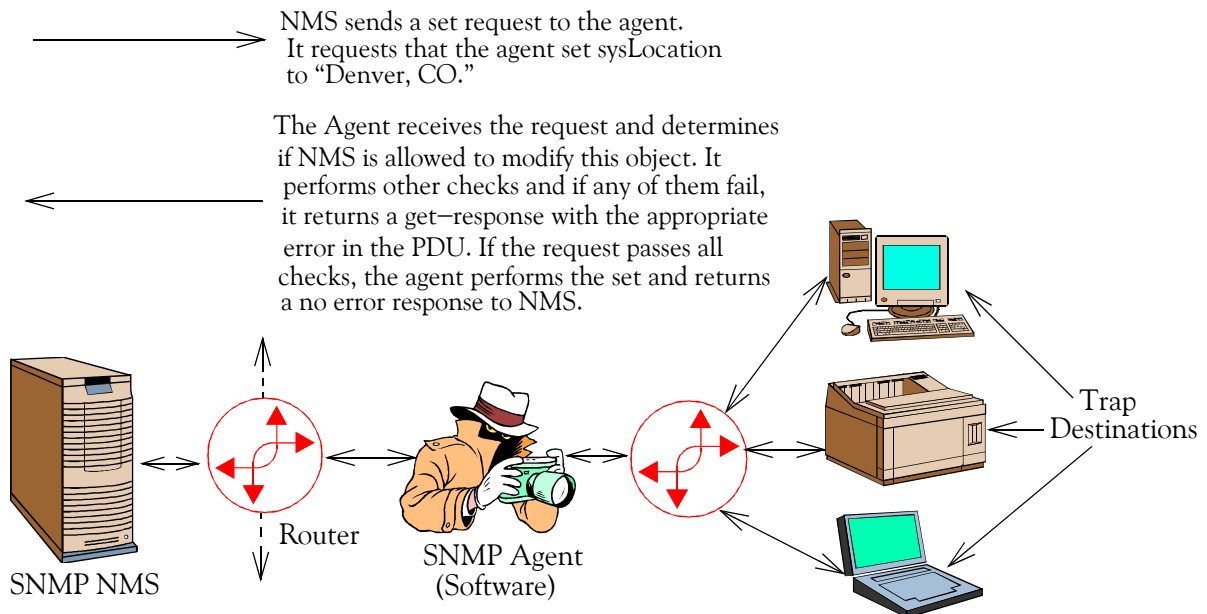 NMS sends a set request to the agent.
It requests that the agent set sysLocation
to “Denver, CO.”
The Agent receives the request and determines
if NMS is allowed to modify this object. It
performs other checks and if any of them fail,
it returns a get−response with the appropriate
error in the PDU. If the request passes all
checks, the agent performs the set and returns
a no error response to NMS.
Trap
Destinations
Router
SNMP Agent
(Software)
SNMP NMS